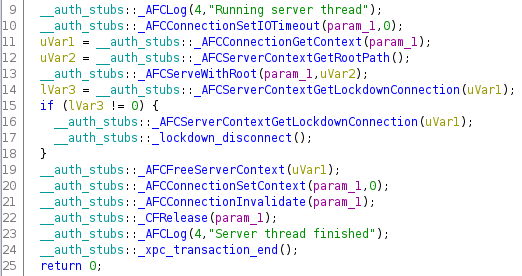 9 __auth_stubs::_AFCLog(4,"Running server thread");
10 __auth_stubs::_AFCConnectionSetIOTimeout(param_1,0);
11 uVar1 = __auth_stubs::_AFCConnectionGetContext(param_1);
12 uVar2 = __auth_stubs::_AFCServerContextGetRootPath();
13 __auth_stubs::_AFCServeWithRoot(param_1,uVar2);
14 lVar3 = __auth_stubs::_AFCServerContextGetLockdownConnection(uVar1);
15 if (lVar3 != 0) {
16 __auth_stubs::_AFCServerContextGetLockdownConnection(uVar1);
17 __auth_stubs::_lockdown_disconnect();
18 }
19 __auth_stubs::_AFCFreeServerContext(uVar1);
20 __auth_stubs::_AFCConnectionSetContext(param_1,0);
21 __auth_stubs::_AFCConnectionInvalidate(param_1);
22 __auth_stubs::_CFRelease(param_1);
23 __auth_stubs::_AFCLog(4,"Server thread finished");
24 __auth_stubs::_xpc_transaction_end();
25 return 0;